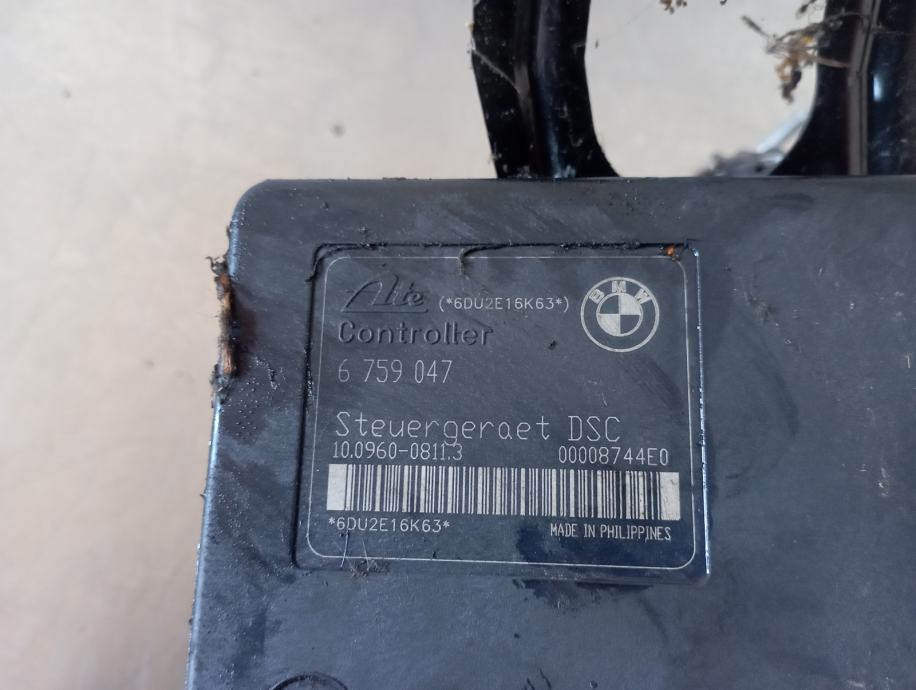 Ate (*6DU2E16K63*)
BMW
Controller
6 759 047
Steuergeraet DSC
10.0960-0811.3 00008744E0
*6DU2E16K63*
MADE IN PHILIPPINES